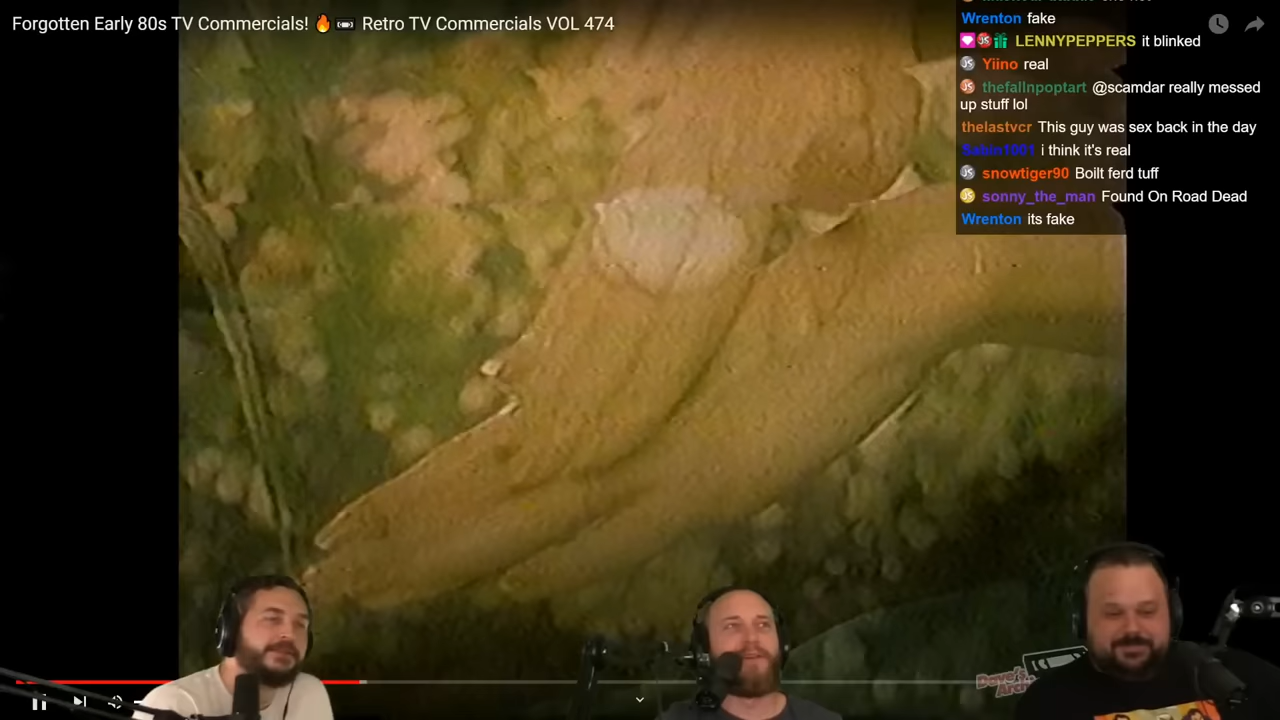 Forgotten Early 80s TV Commercials! 🔥📼 Retro TV Commercials VOL 474
Wrenton fake
LENNYPEPPERS it blinked
Yiino real
thefallnpoptart @scamdar really messed
up stuff lol
thelastvcr This guy was sex back in the day
Sabin1001 i think it's real
snowtiger90 Boilt ferd tuff
sonny_the_man Found On Road Dead
Wrenton its fake
Dave's